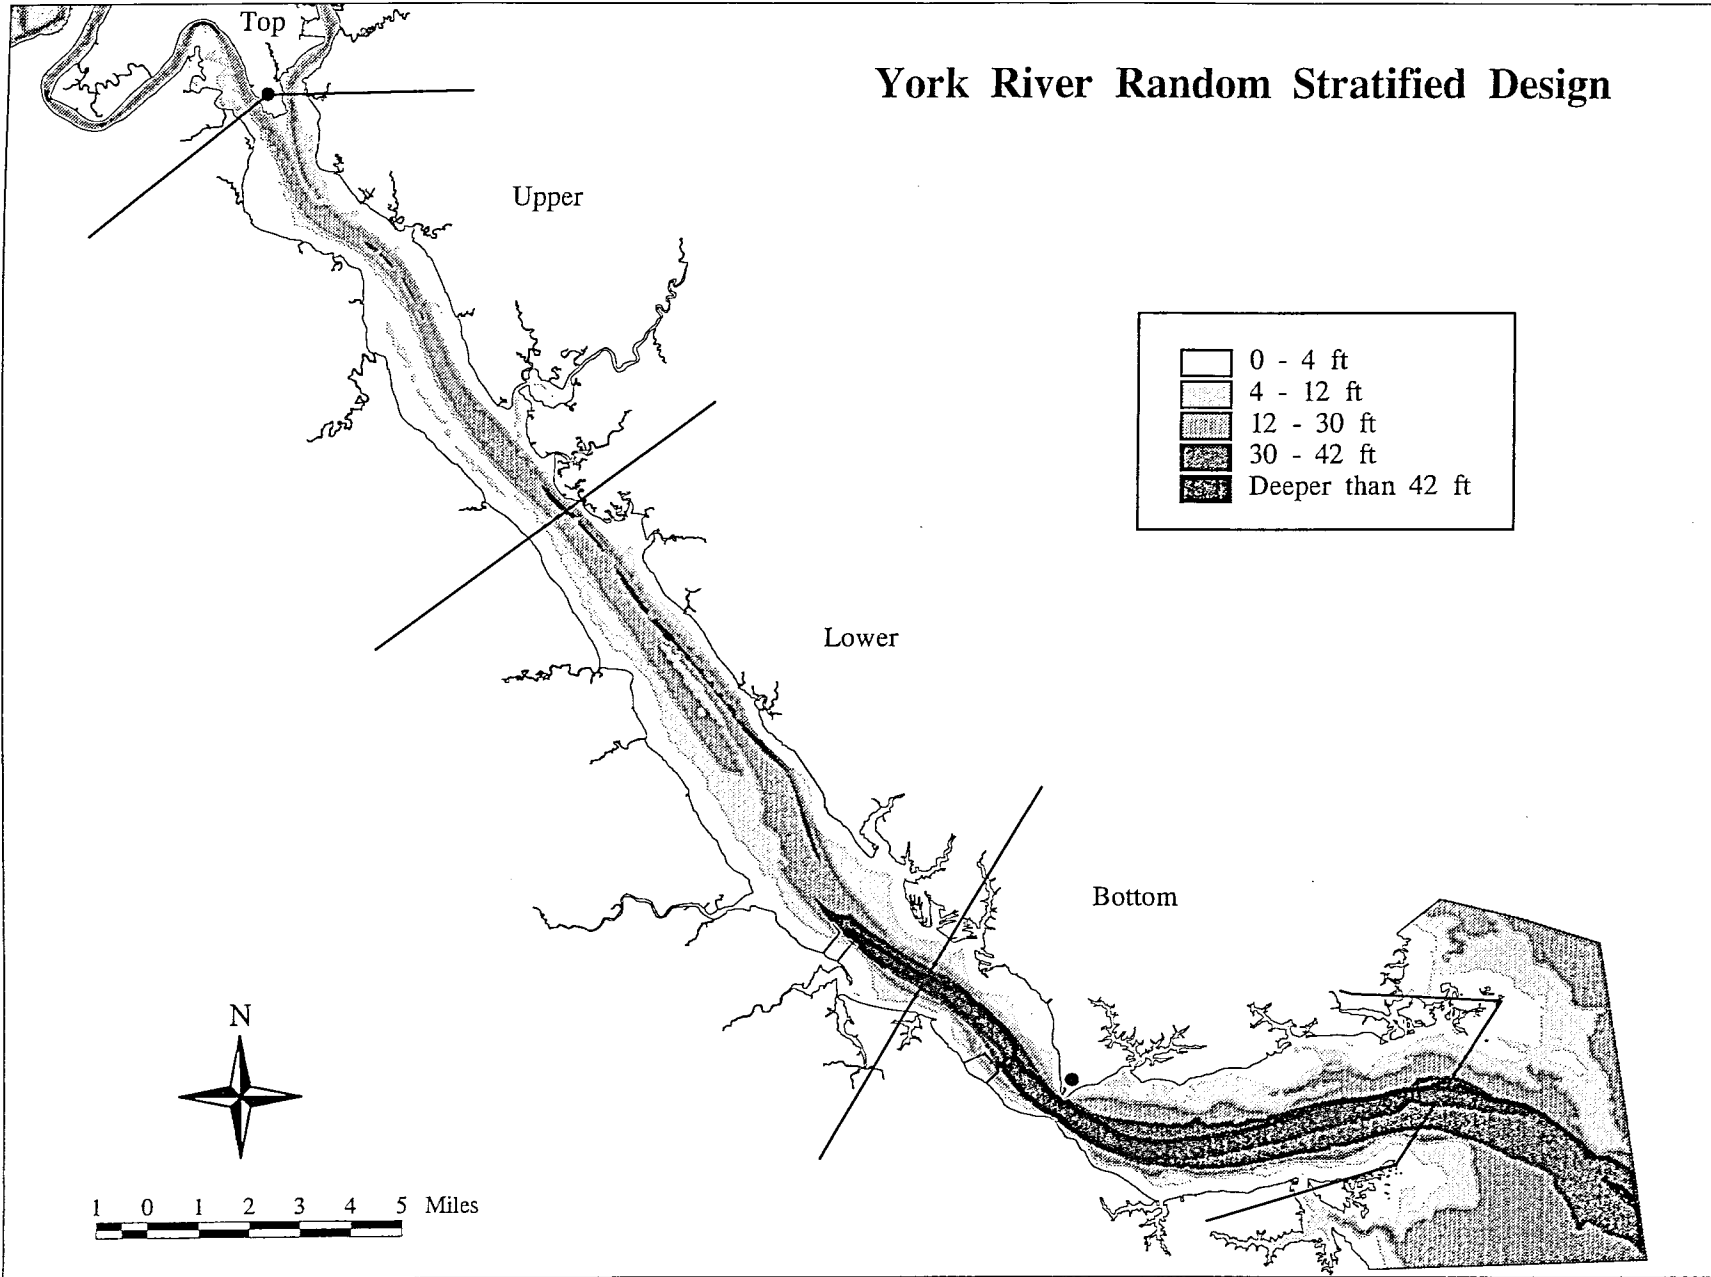 Top
York River Random Stratified Design
Upper
0 - 4 ft
4 - 12 ft
12 - 30 ft
30 - 42 ft
Deeper than 42 ft
Lower
Bottom
N
1 0 1 2 3 4 5 Miles